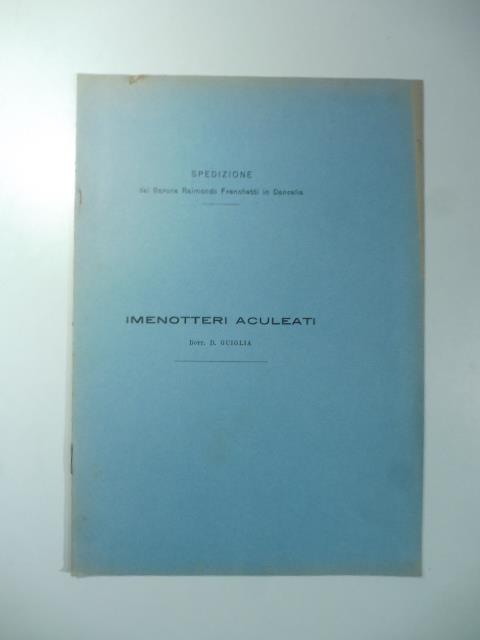 SPEDIZIONE
del Barone Raimondo Franchetti in Dancalia
IMENOTTERI ACULEATI
Dott. D. GUIGLIA